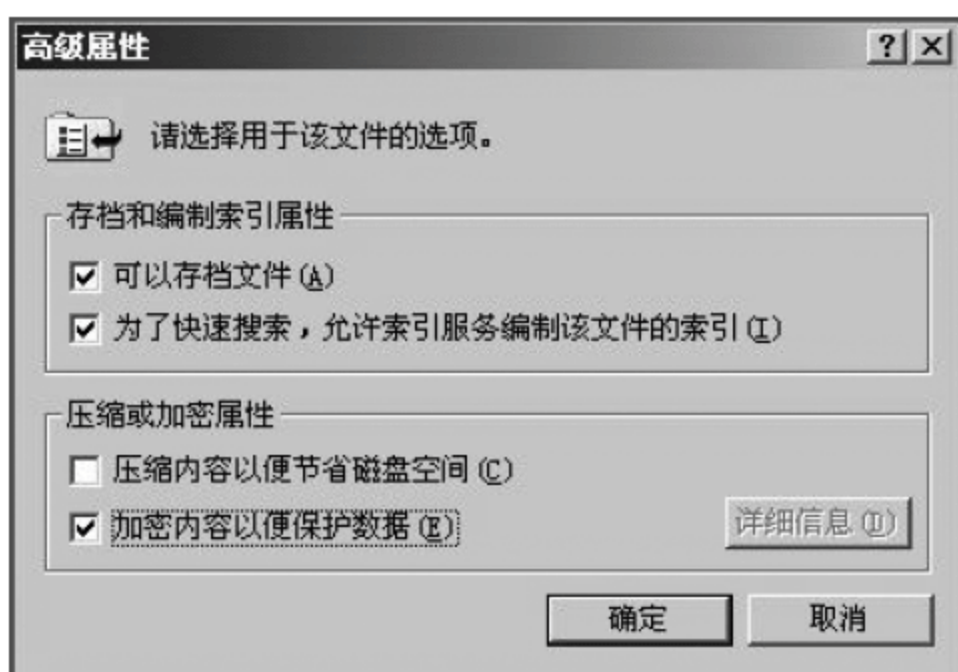 高级属性
请选择用于该文件的选项。
存档和编制索引属性
可以存档文件(A)
为了快速搜索，允许索引服务编制该文件的索引(I)
压缩或加密属性
压缩内容以便节省磁盘空间(C)
加密内容以便保护数据(E)
详细信息(D)
确定
取消